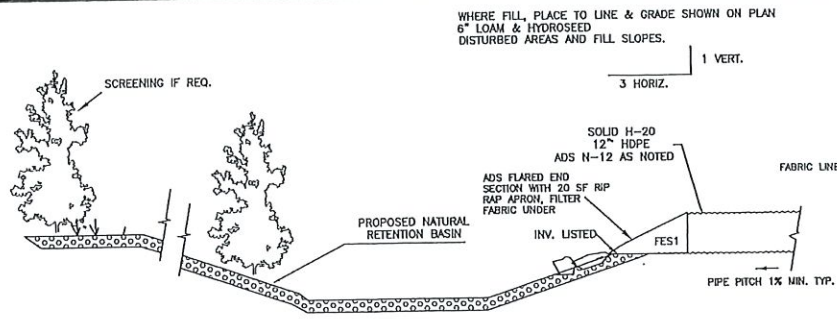 WHERE FILL, PLACE TO LINE & GRADE SHOWN ON PLAN
6" LOAM & HYDROSEED
DISTURBED AREAS AND FILL SLOPES.
1 VERT.
3 HORIZ.
SCREENING IF REQ.
SOLID H-20
12" HDPE
ADS N-12 AS NOTED
FABRIC LINE
ADS FLARED END
SECTION WITH 20 SF RIP
RAP APRON, FILTER
FABRIC UNDER
PROPOSED NATURAL
RETENTION BASIN
INV. LISTED
FES1
PIPE PITCH 1% MIN. TYP.